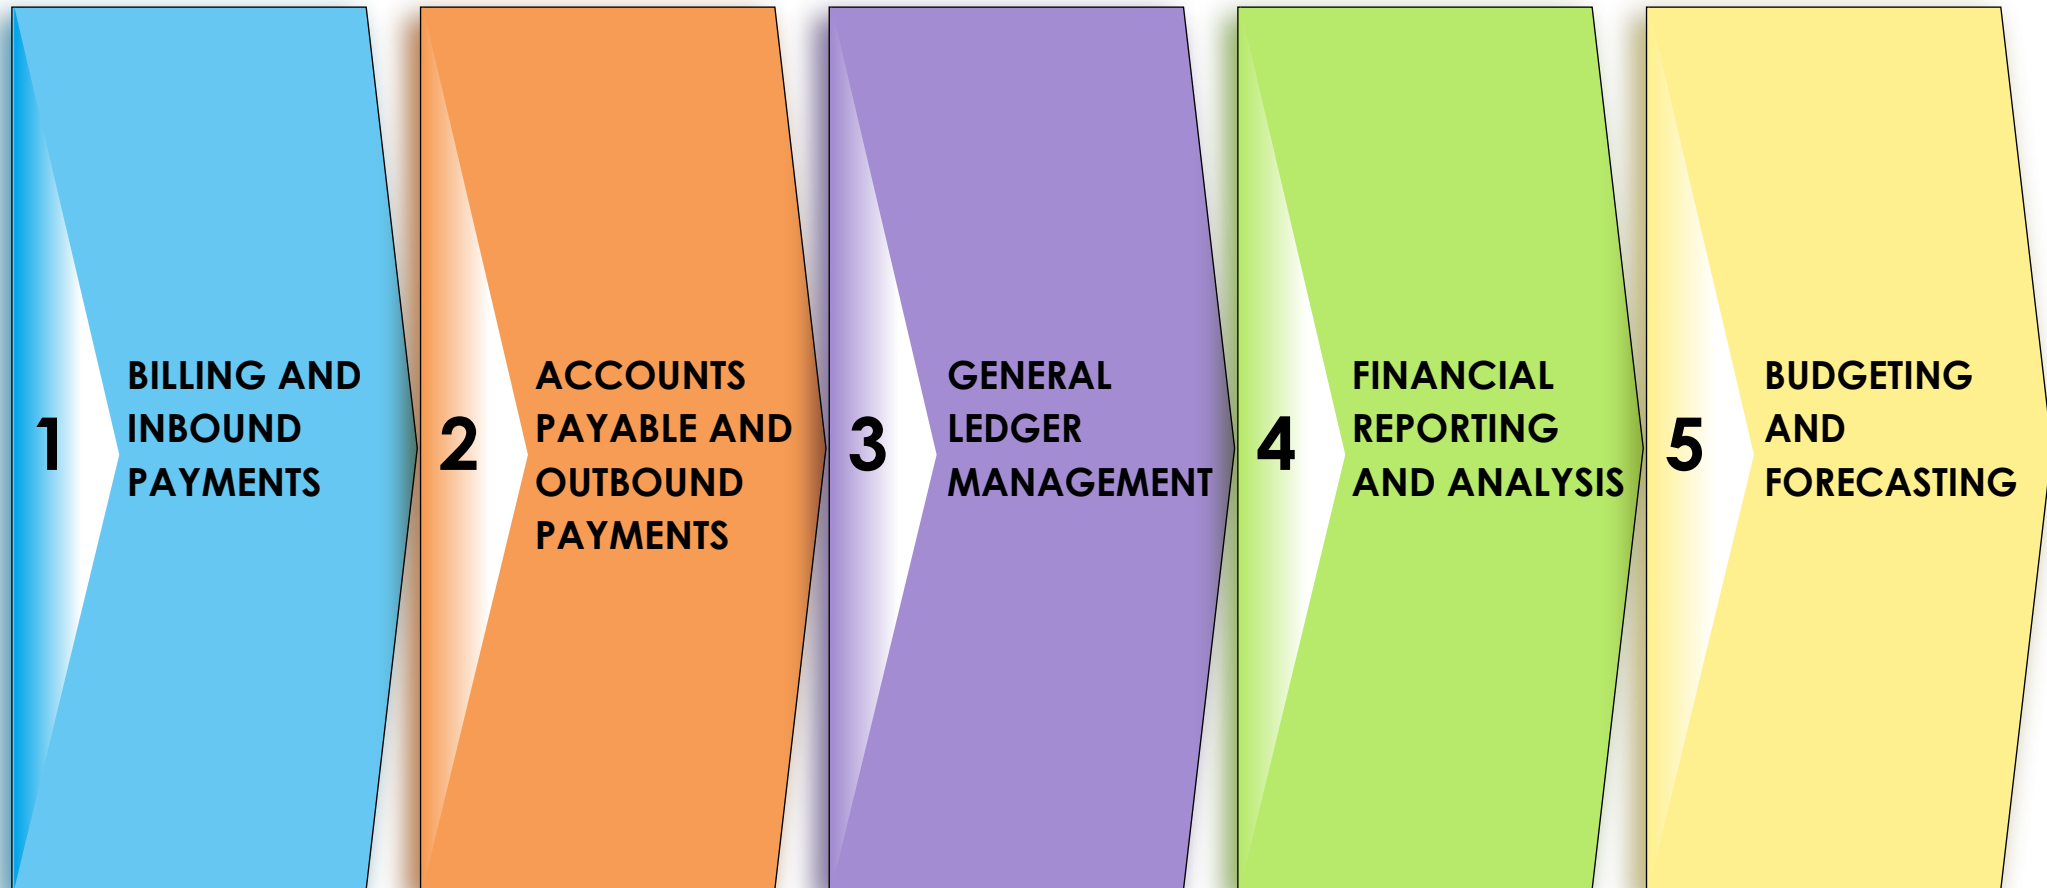 1
BILLING AND
INBOUND
PAYMENTS
2
ACCOUNTS
PAYABLE AND
OUTBOUND
PAYMENTS
3
GENERAL
LEDGER
MANAGEMENT
4
FINANCIAL
REPORTING
AND ANALYSIS
5
BUDGETING
AND
FORECASTING